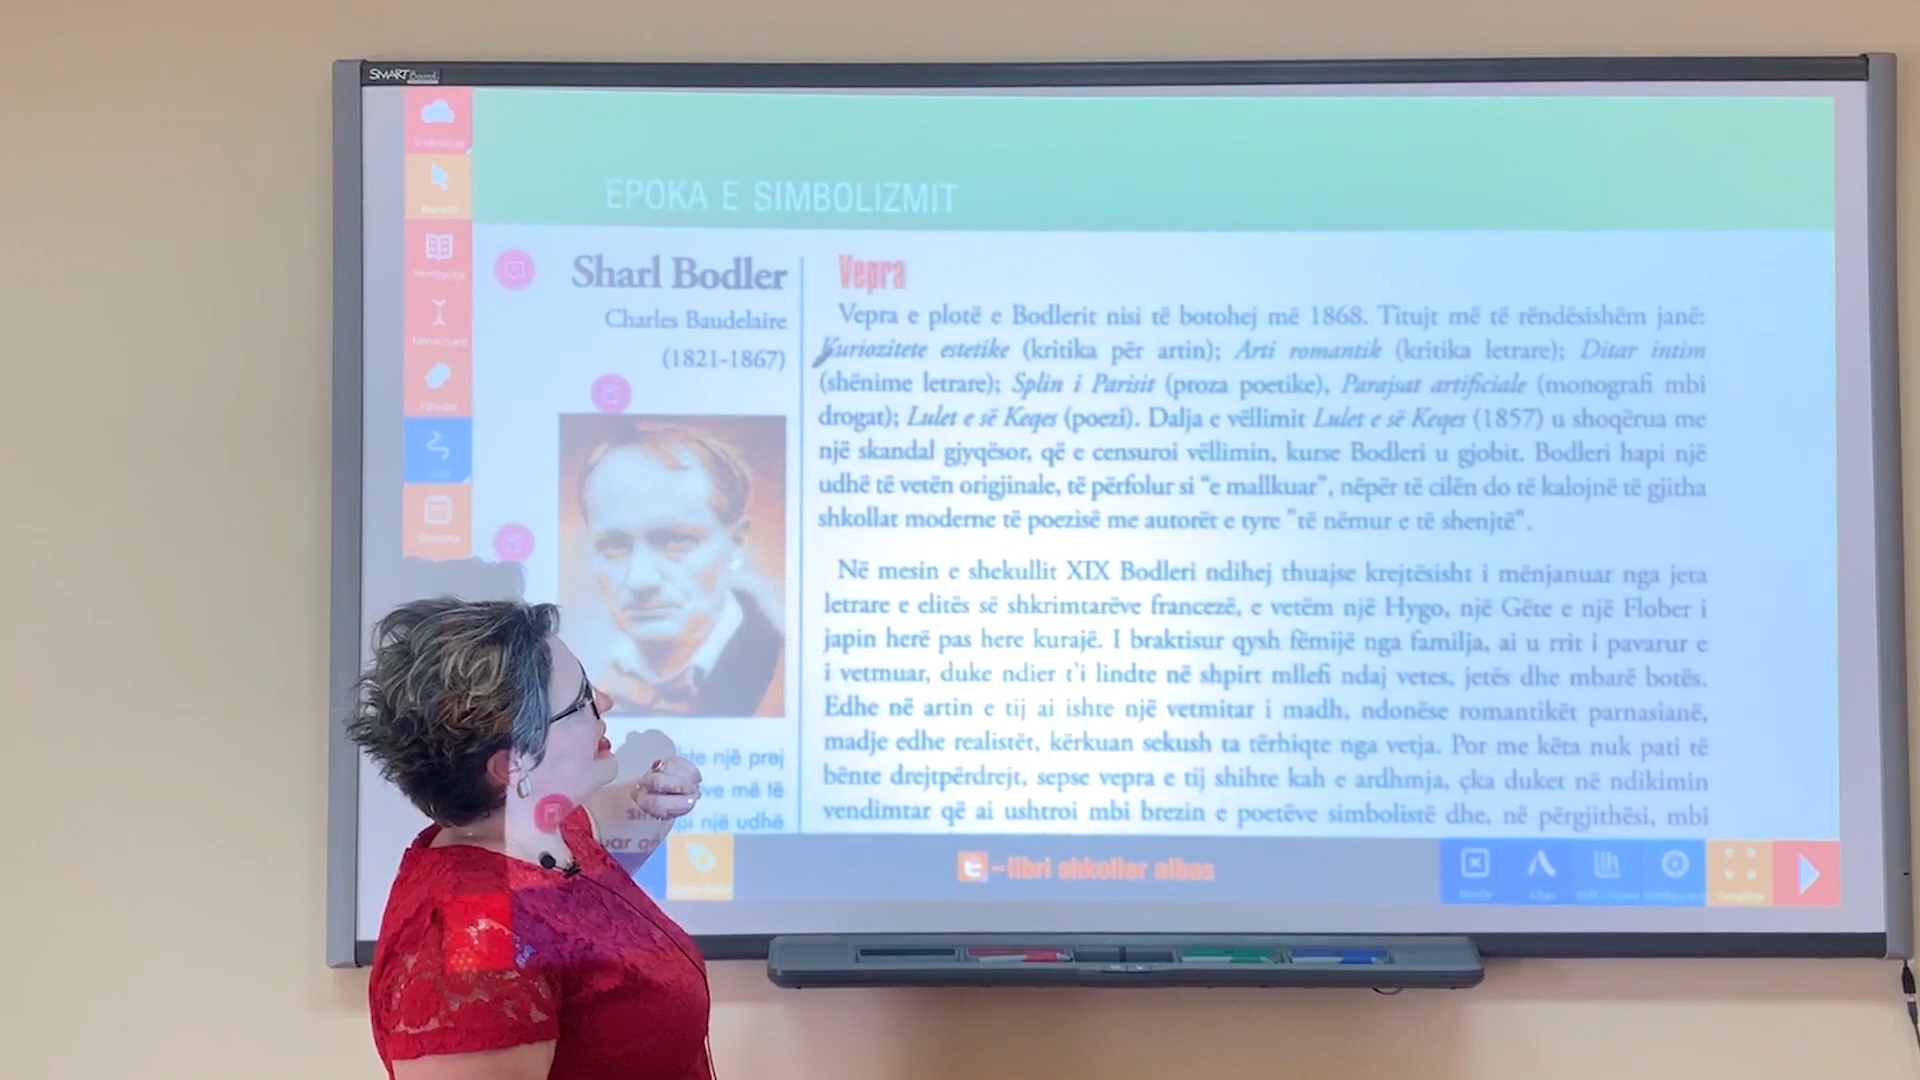 SMART Board
EPOKA E SIMBOLIZMIT
Sharl Bodler
Charles Baudelaire
(1821-1867)
një prej
më të
një udhë
Vepra
Vepra e plotë e Bodlerit nisi të botohej më 1868. Titujt më të rëndësishëm janë:
Kuriozitete estetike (kritika për artin); Arti romantik (kritika letrare); Ditar intim
(shënime letrare); Splin i Parisit (proza poetike), Parajsat artificiale (monografi mbi
drogat); Lulet e së Keqes (poezi). Dalja e vëllimit Lulet e së Keqes (1857) u shoqërua me
një skandal gjyqësor, që e censuroi vëllimin, kurse Bodleri u gjobit. Bodleri hapi një
udhë të vetën origjinale, të përfolur si “e mallkuar”, nëpër të cilën do të kalojnë të gjitha
shkollat moderne të poezisë me autorët e tyre "të nëmur e të shenjtë".
Në mesin e shekullit XIX Bodleri ndihej thuajse krejtësisht i mënjanuar nga jeta
letrare e elitës së shkrimtarëve francezë, e vetëm një Hygo, një Gëte e një Flober i
japin herë pas here kurajë. I braktisur qysh fëmijë nga familja, ai u rrit i pavarur e
i vetmuar, duke ndier t'i lindte në shpirt mllefi ndaj vetes, jetës dhe mbarë botës.
Edhe në artin e tij ai ishte një vetmitar i madh, ndonëse romantikët parnasianë,
madje edhe realistët, kërkuan sekush ta tërhiqte nga vetja. Por me këta nuk pati të
bënte drejtpërdrejt, sepse vepra e tij shihte kah e ardhmja, çka duket në ndikimin
vendimtar që ai ushtroi mbi brezin e poetëve simbolistë dhe, në përgjithësi, mbi
t – libri shkollor albas